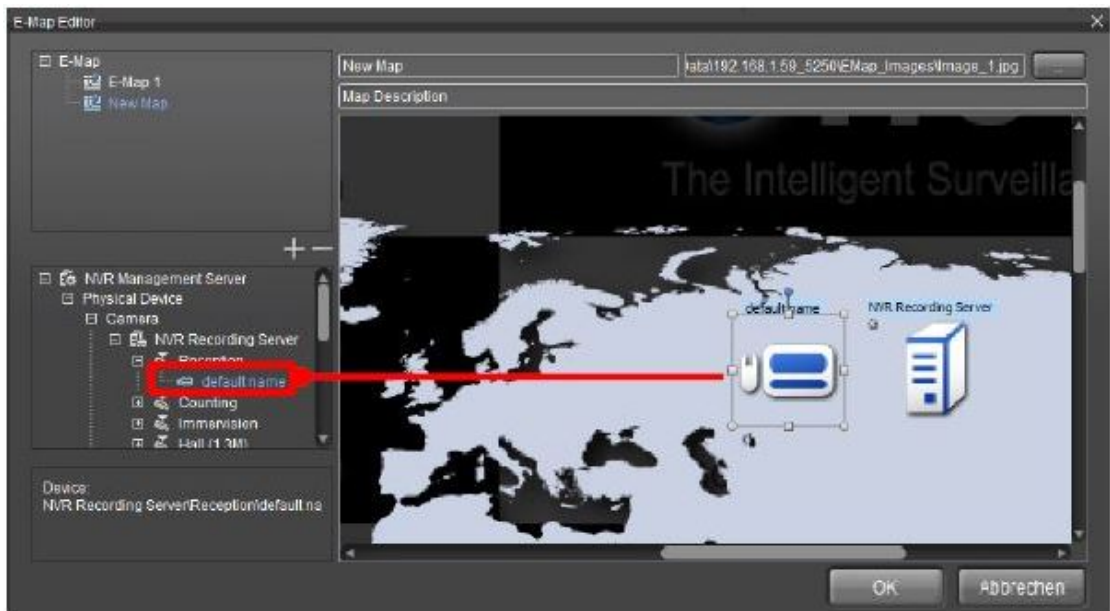 E-Map Editor
E-Map
E-Map 1
New Map
New Map
\Data\192.168.1.59_5250\EMap_Images\Image_1.jpg
...
Map Description
The Intelligent Surveilla
NVR Management Server
Physical Device
Camera
NVR Recording Server
Reception
default name
Counting
Immervision
Hall (1.3M)
default name
NVR Recording Server
Device:
NVR Recording Server\Reception\default na
OK
Abbrechen